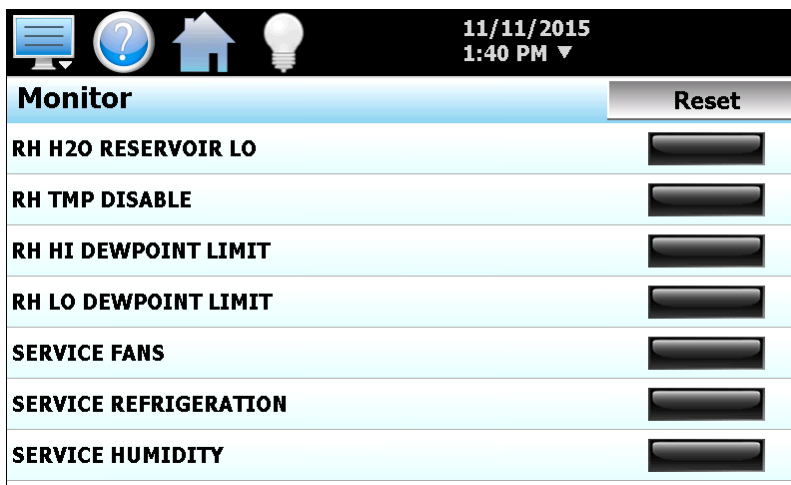 ?
11/11/2015
1:40 PM ▼
Monitor
Reset
RH H2O RESERVOIR LO
RH TMP DISABLE
RH HI DEWPOINT LIMIT
RH LO DEWPOINT LIMIT
SERVICE FANS
SERVICE REFRIGERATION
SERVICE HUMIDITY